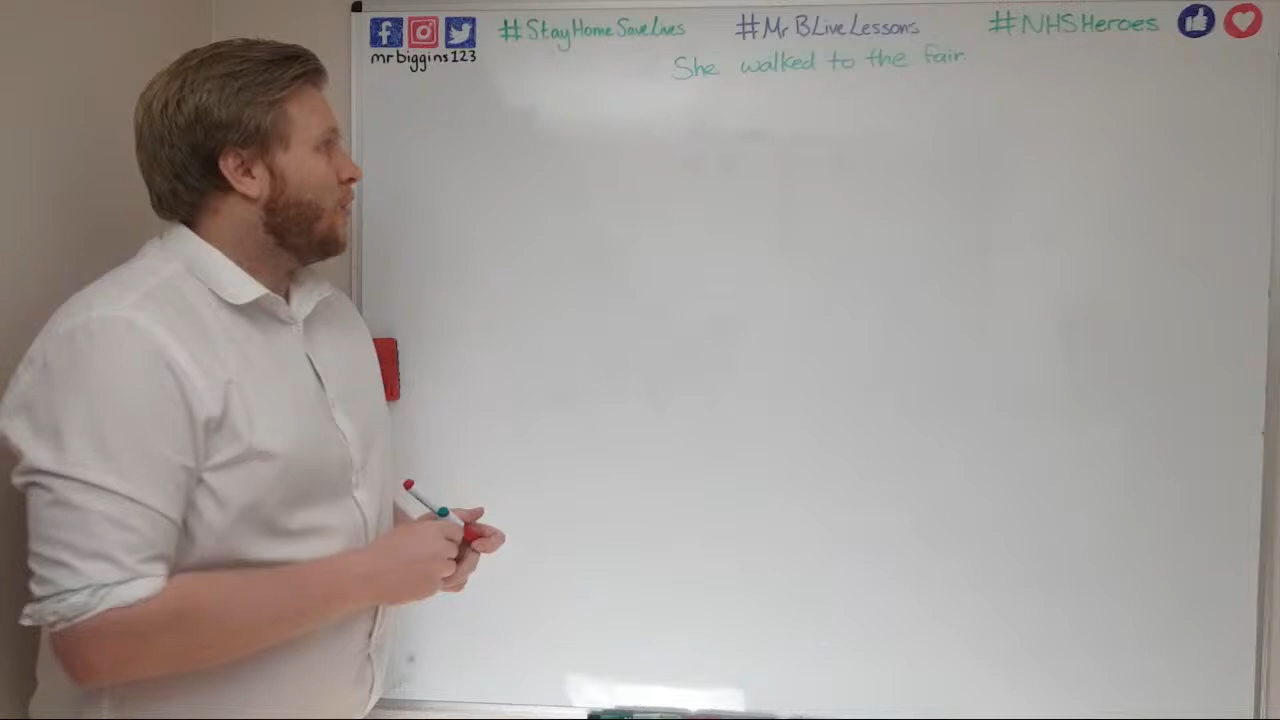 #StayHomeSaveLives #MrBLiveLessons #NHSHeroes
mrbiggins123
She walked to the fair.